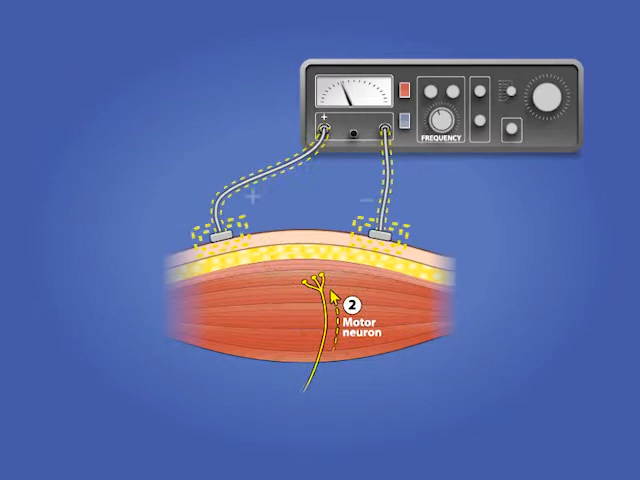 +
FREQUENCY
+
−
2
Motor
neuron